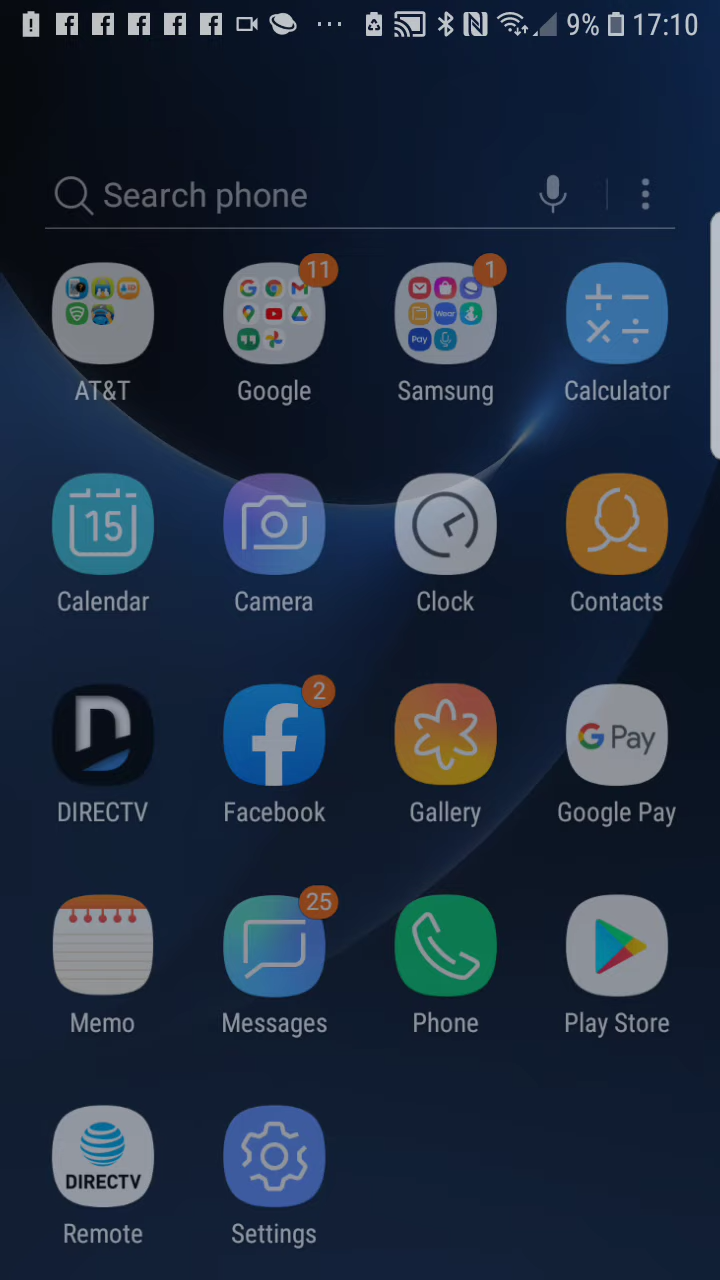 9% 17:10
Search phone
11
1
AT&T Google Samsung Calculator
15
Calendar Camera Clock Contacts
2
G Pay
DIRECTV Facebook Gallery Google Pay
25
Memo Messages Phone Play Store
DIRECTV
Remote Settings